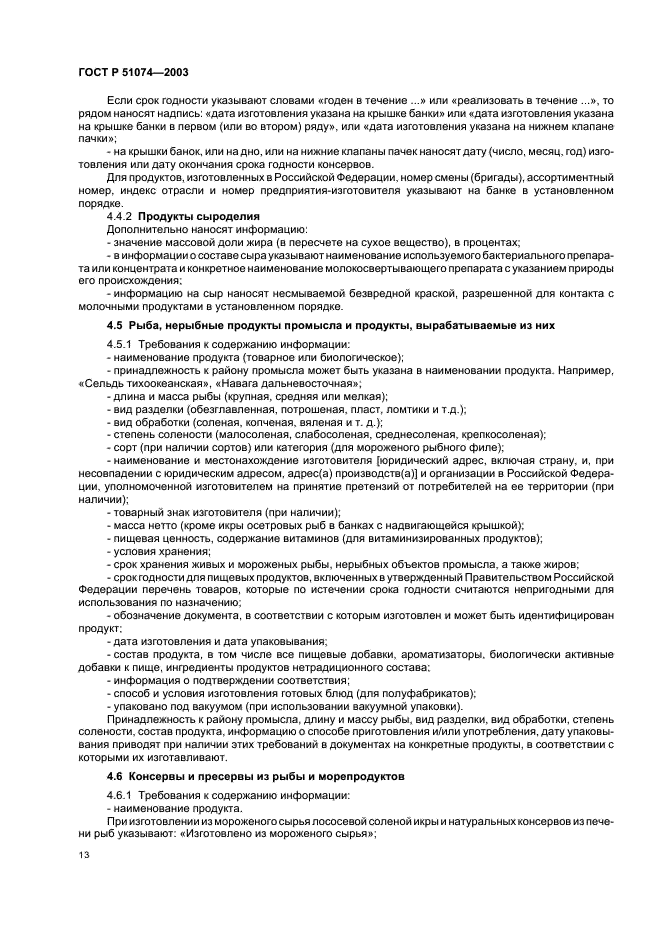 ГОСТ Р 51074—2003
Если срок годности указывают словами «годен в течение ...» или «реализовать в течение ...», то
рядом наносят надпись: «дата изготовления указана на крышке банки» или «дата изготовления указана
на крышке банки в первом (или во втором) ряду», или «дата изготовления указана на нижнем клапане
пачки»;
- на крышки банок, или на дно, или на нижние клапаны пачек наносят дату (число, месяц, год) изго-
товления или дату окончания срока годности консервов.
Для продуктов, изготовленных в Российской Федерации, номер смены (бригады), ассортиментный
номер, индекс отрасли и номер предприятия-изготовителя указывают на банке в установленном
порядке.
4.4.2 Продукты сыроделия
Дополнительно наносят информацию:
- значение массовой доли жира (в пересчете на сухое вещество), в процентах;
- в информации о составе сыра указывают наименование используемого бактериального препара-
та или концентрата и конкретное наименование молокосвертывающего препарата с указанием природы
его происхождения;
- информацию на сыр наносят несмываемой безвредной краской, разрешенной для контакта с
молочными продуктами в установленном порядке.
4.5 Рыба, нерыбные продукты промысла и продукты, вырабатываемые из них
4.5.1 Требования к содержанию информации:
- наименование продукта (товарное или биологическое);
- принадлежность к району промысла может быть указана в наименовании продукта. Например,
«Сельдь тихоокеанская», «Навага дальневосточная»;
- длина и масса рыбы (крупная, средняя или мелкая);
- вид разделки (обезглавленная, потрошеная, пласт, ломтики и т.д.);
- вид обработки (соленая, копченая, вяленая и т. д.);
- степень солености (малосоленая, слабосоленая, среднесоленая, крепкосоленая);
- сорт (при наличии сортов) или категория (для мороженого рыбного филе);
- наименование и местонахождение изготовителя [юридический адрес, включая страну, и, при
несовпадении с юридическим адресом, адрес(а) производств(а)] и организации в Российской Федера-
ции, уполномоченной изготовителем на принятие претензий от потребителей на ее территории (при
наличии);
- товарный знак изготовителя (при наличии);
- масса нетто (кроме икры осетровых рыб в банках с надвигающейся крышкой);
- пищевая ценность, содержание витаминов (для витаминизированных продуктов);
- условия хранения;
- срок хранения живых и мороженых рыбы, нерыбных объектов промысла, а также жиров;
- срок годности для пищевых продуктов, включенных в утвержденный Правительством Российской
Федерации перечень товаров, которые по истечении срока годности считаются непригодными для
использования по назначению;
- обозначение документа, в соответствии с которым изготовлен и может быть идентифицирован
продукт;
- дата изготовления и дата упаковывания;
- состав продукта, в том числе все пищевые добавки, ароматизаторы, биологически активные
добавки к пище, ингредиенты продуктов нетрадиционного состава;
- информация о подтверждении соответствия;
- способ и условия изготовления готовых блюд (для полуфабрикатов);
- упаковано под вакуумом (при использовании вакуумной упаковки).
Принадлежность к району промысла, длину и массу рыбы, вид разделки, вид обработки, степень
солености, состав продукта, информацию о способе приготовления и/или употребления, дату упаковы-
вания приводят при наличии этих требований в документах на конкретные продукты, в соответствии с
которыми их изготавливают.
4.6 Консервы и пресервы из рыбы и морепродуктов
4.6.1 Требования к содержанию информации:
- наименование продукта.
При изготовлении из мороженого сырья лососевой соленой икры и натуральных консервов из пече-
ни рыб указывают: «Изготовлено из мороженого сырья»;
13